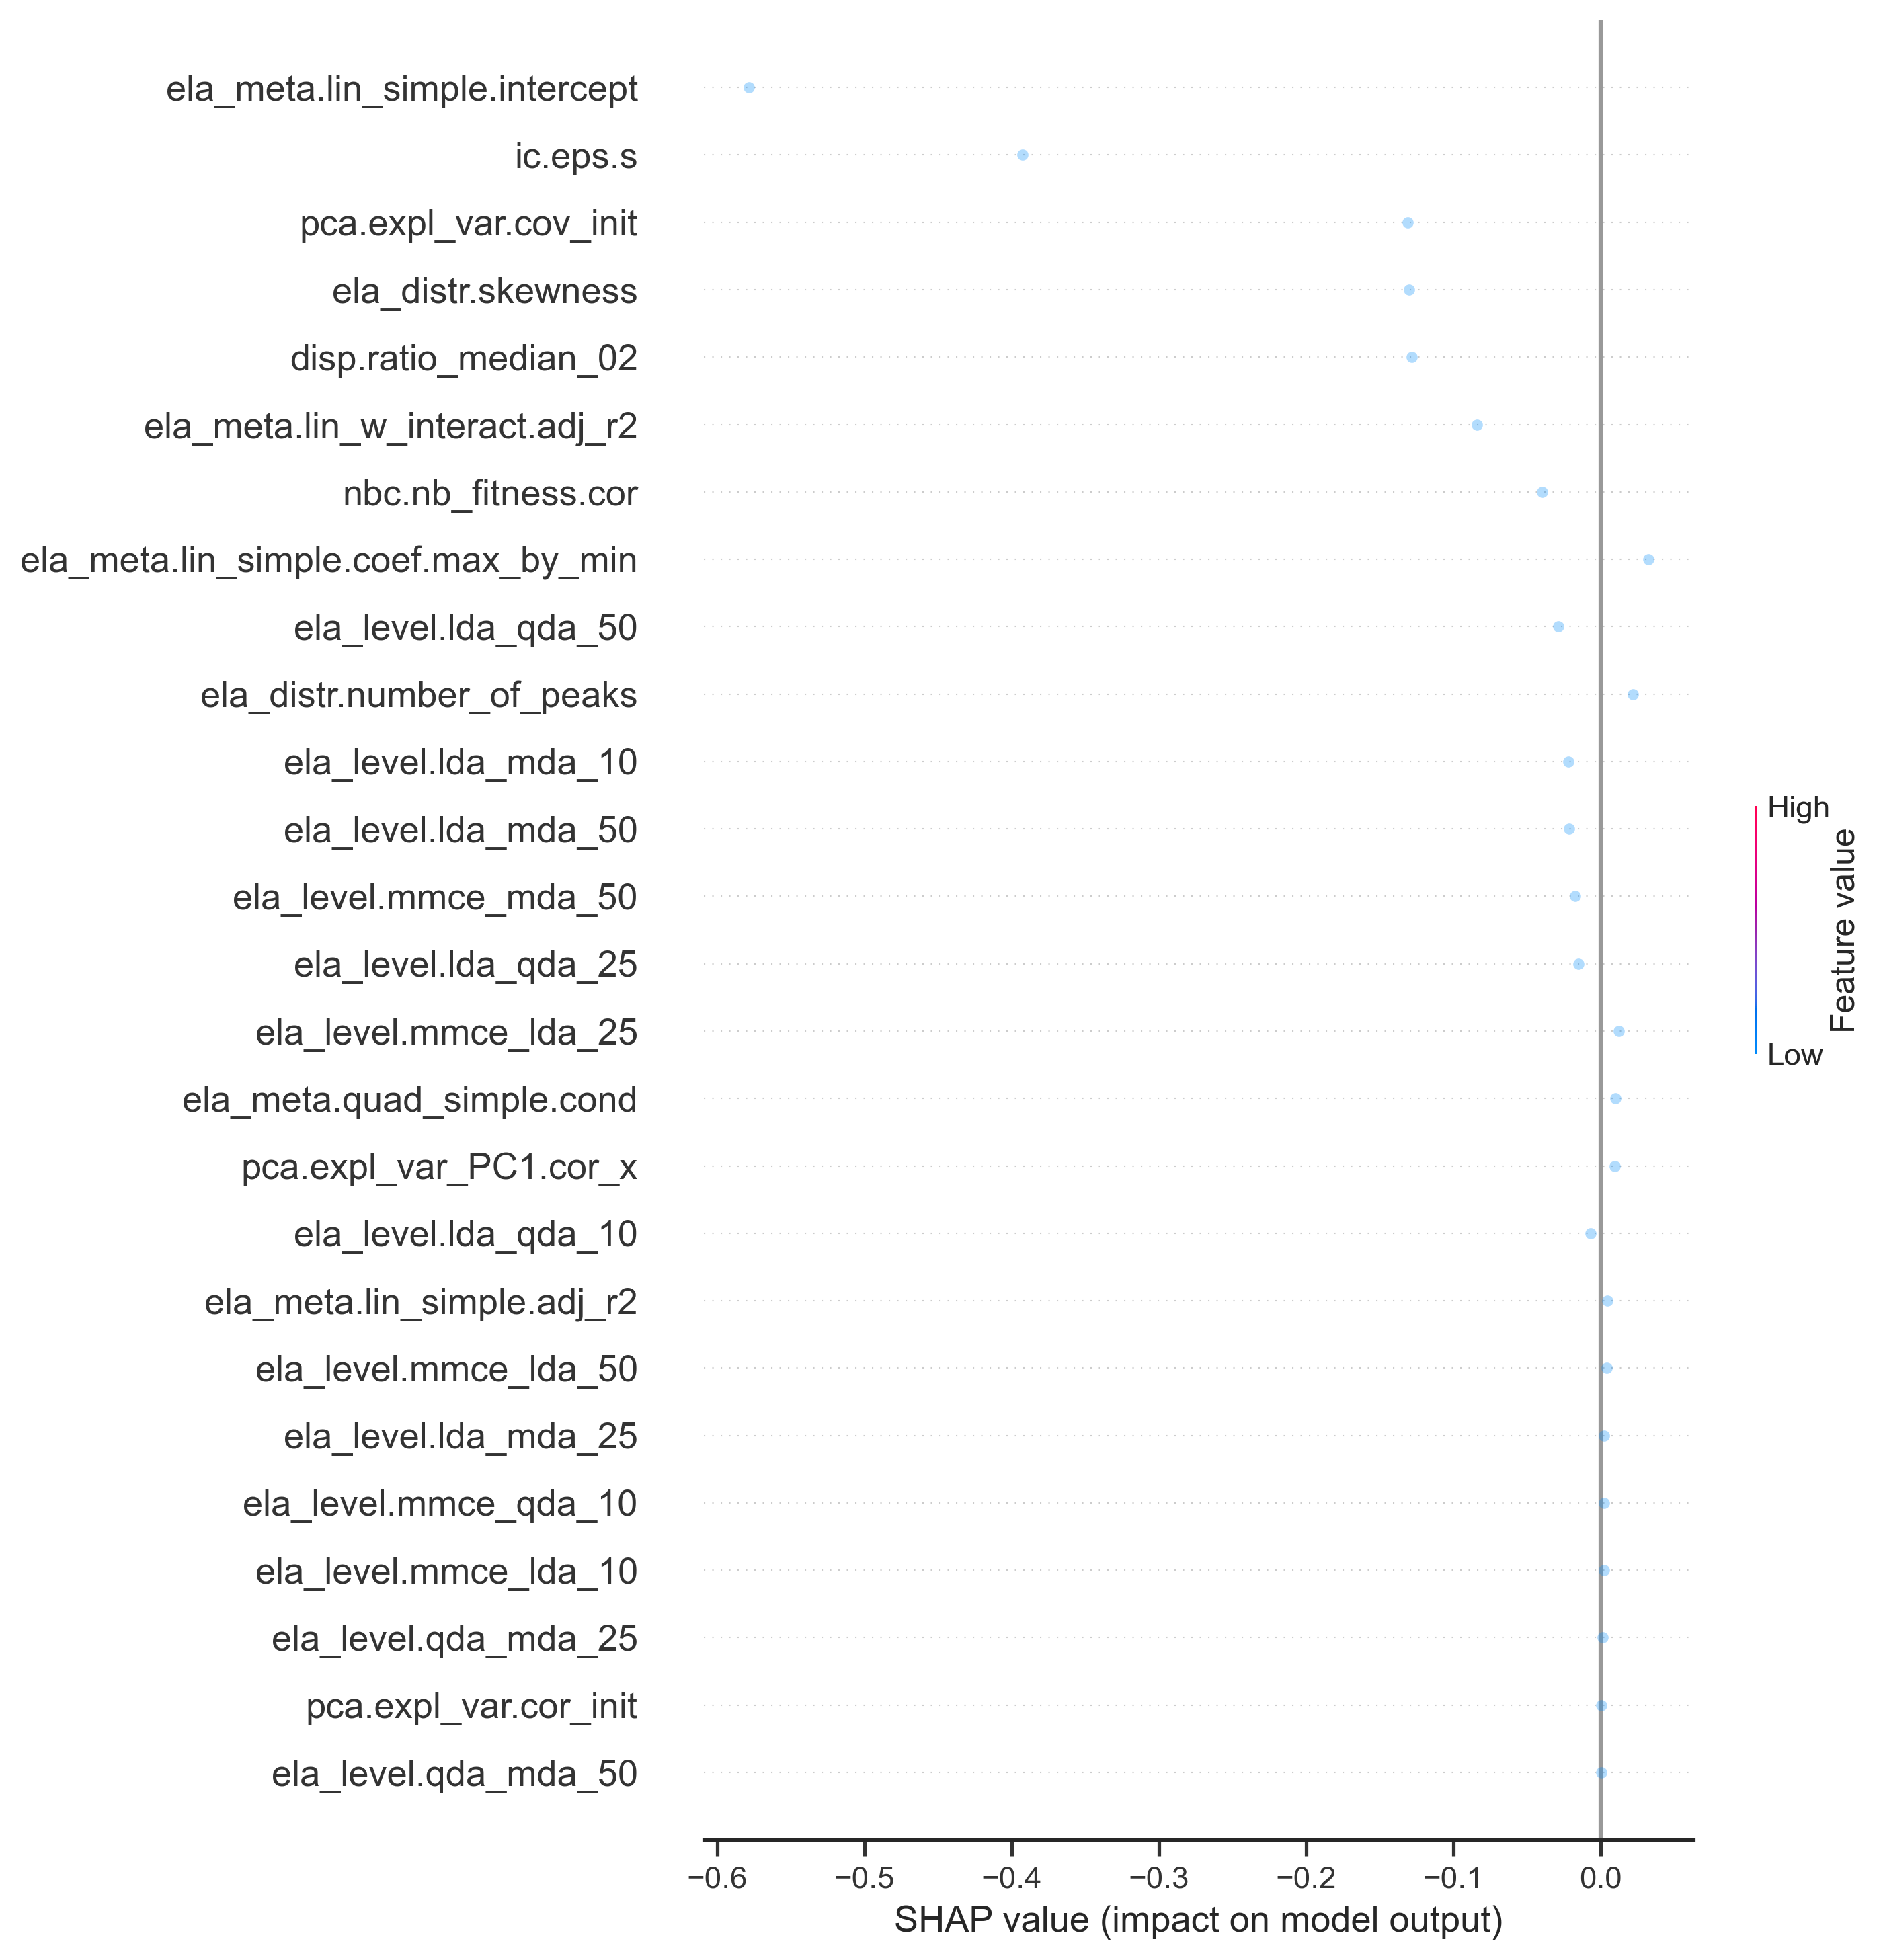 ela_meta.lin_simple.intercept
ic.eps.s
pca.expl_var.cov_init
ela_distr.skewness
disp.ratio_median_02
ela_meta.lin_w_interact.adj_r2
nbc.nb_fitness.cor
ela_meta.lin_simple.coef.max_by_min
ela_level.lda_qda_50
ela_distr.number_of_peaks
ela_level.lda_mda_10
ela_level.lda_mda_50
ela_level.mmce_mda_50
ela_level.lda_qda_25
ela_level.mmce_lda_25
ela_meta.quad_simple.cond
pca.expl_var_PC1.cor_x
ela_level.lda_qda_10
ela_meta.lin_simple.adj_r2
ela_level.mmce_lda_50
ela_level.lda_mda_25
ela_level.mmce_qda_10
ela_level.mmce_lda_10
ela_level.qda_mda_25
pca.expl_var.cor_init
ela_level.qda_mda_50
−0.6 −0.5 −0.4 −0.3 −0.2 −0.1 0.0
SHAP value (impact on model output)
High
Feature value
Low